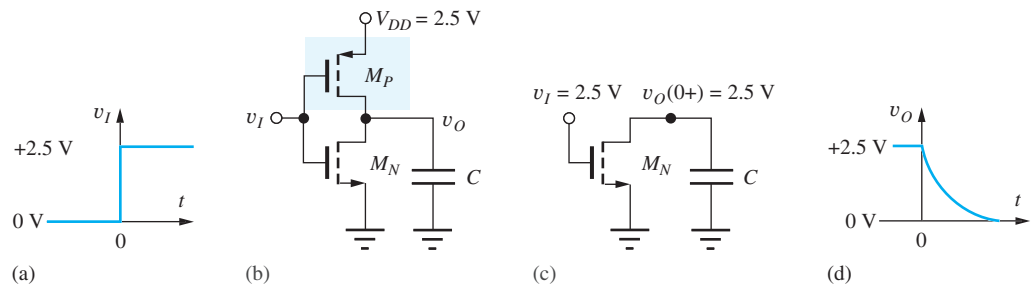 v_I
+2.5 V
0 V
t
0
(a)
V_DD = 2.5 V
M_P
v_I
v_O
M_N
C
(b)
v_I = 2.5 V
v_O(0+) = 2.5 V
M_N
C
(c)
v_O
+2.5 V
0 V
t
0
(d)